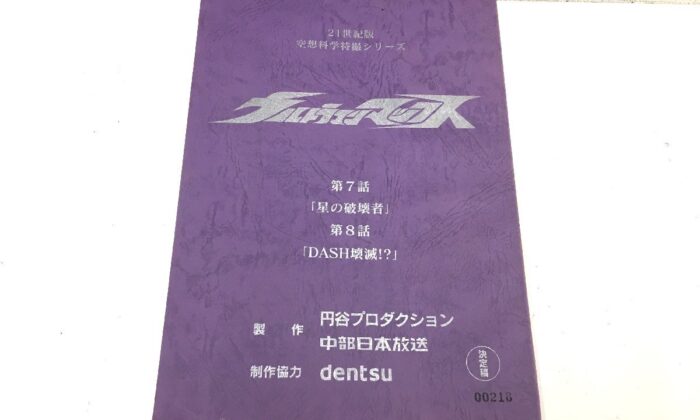 21世紀版
空想科学特撮シリーズ
ウルトラマンマックス
第7話
「星の破壊者」
第8話
「DASH壊滅!?」
製作 円谷プロダクション
中部日本放送
制作協力 dentsu
決定稿
00218